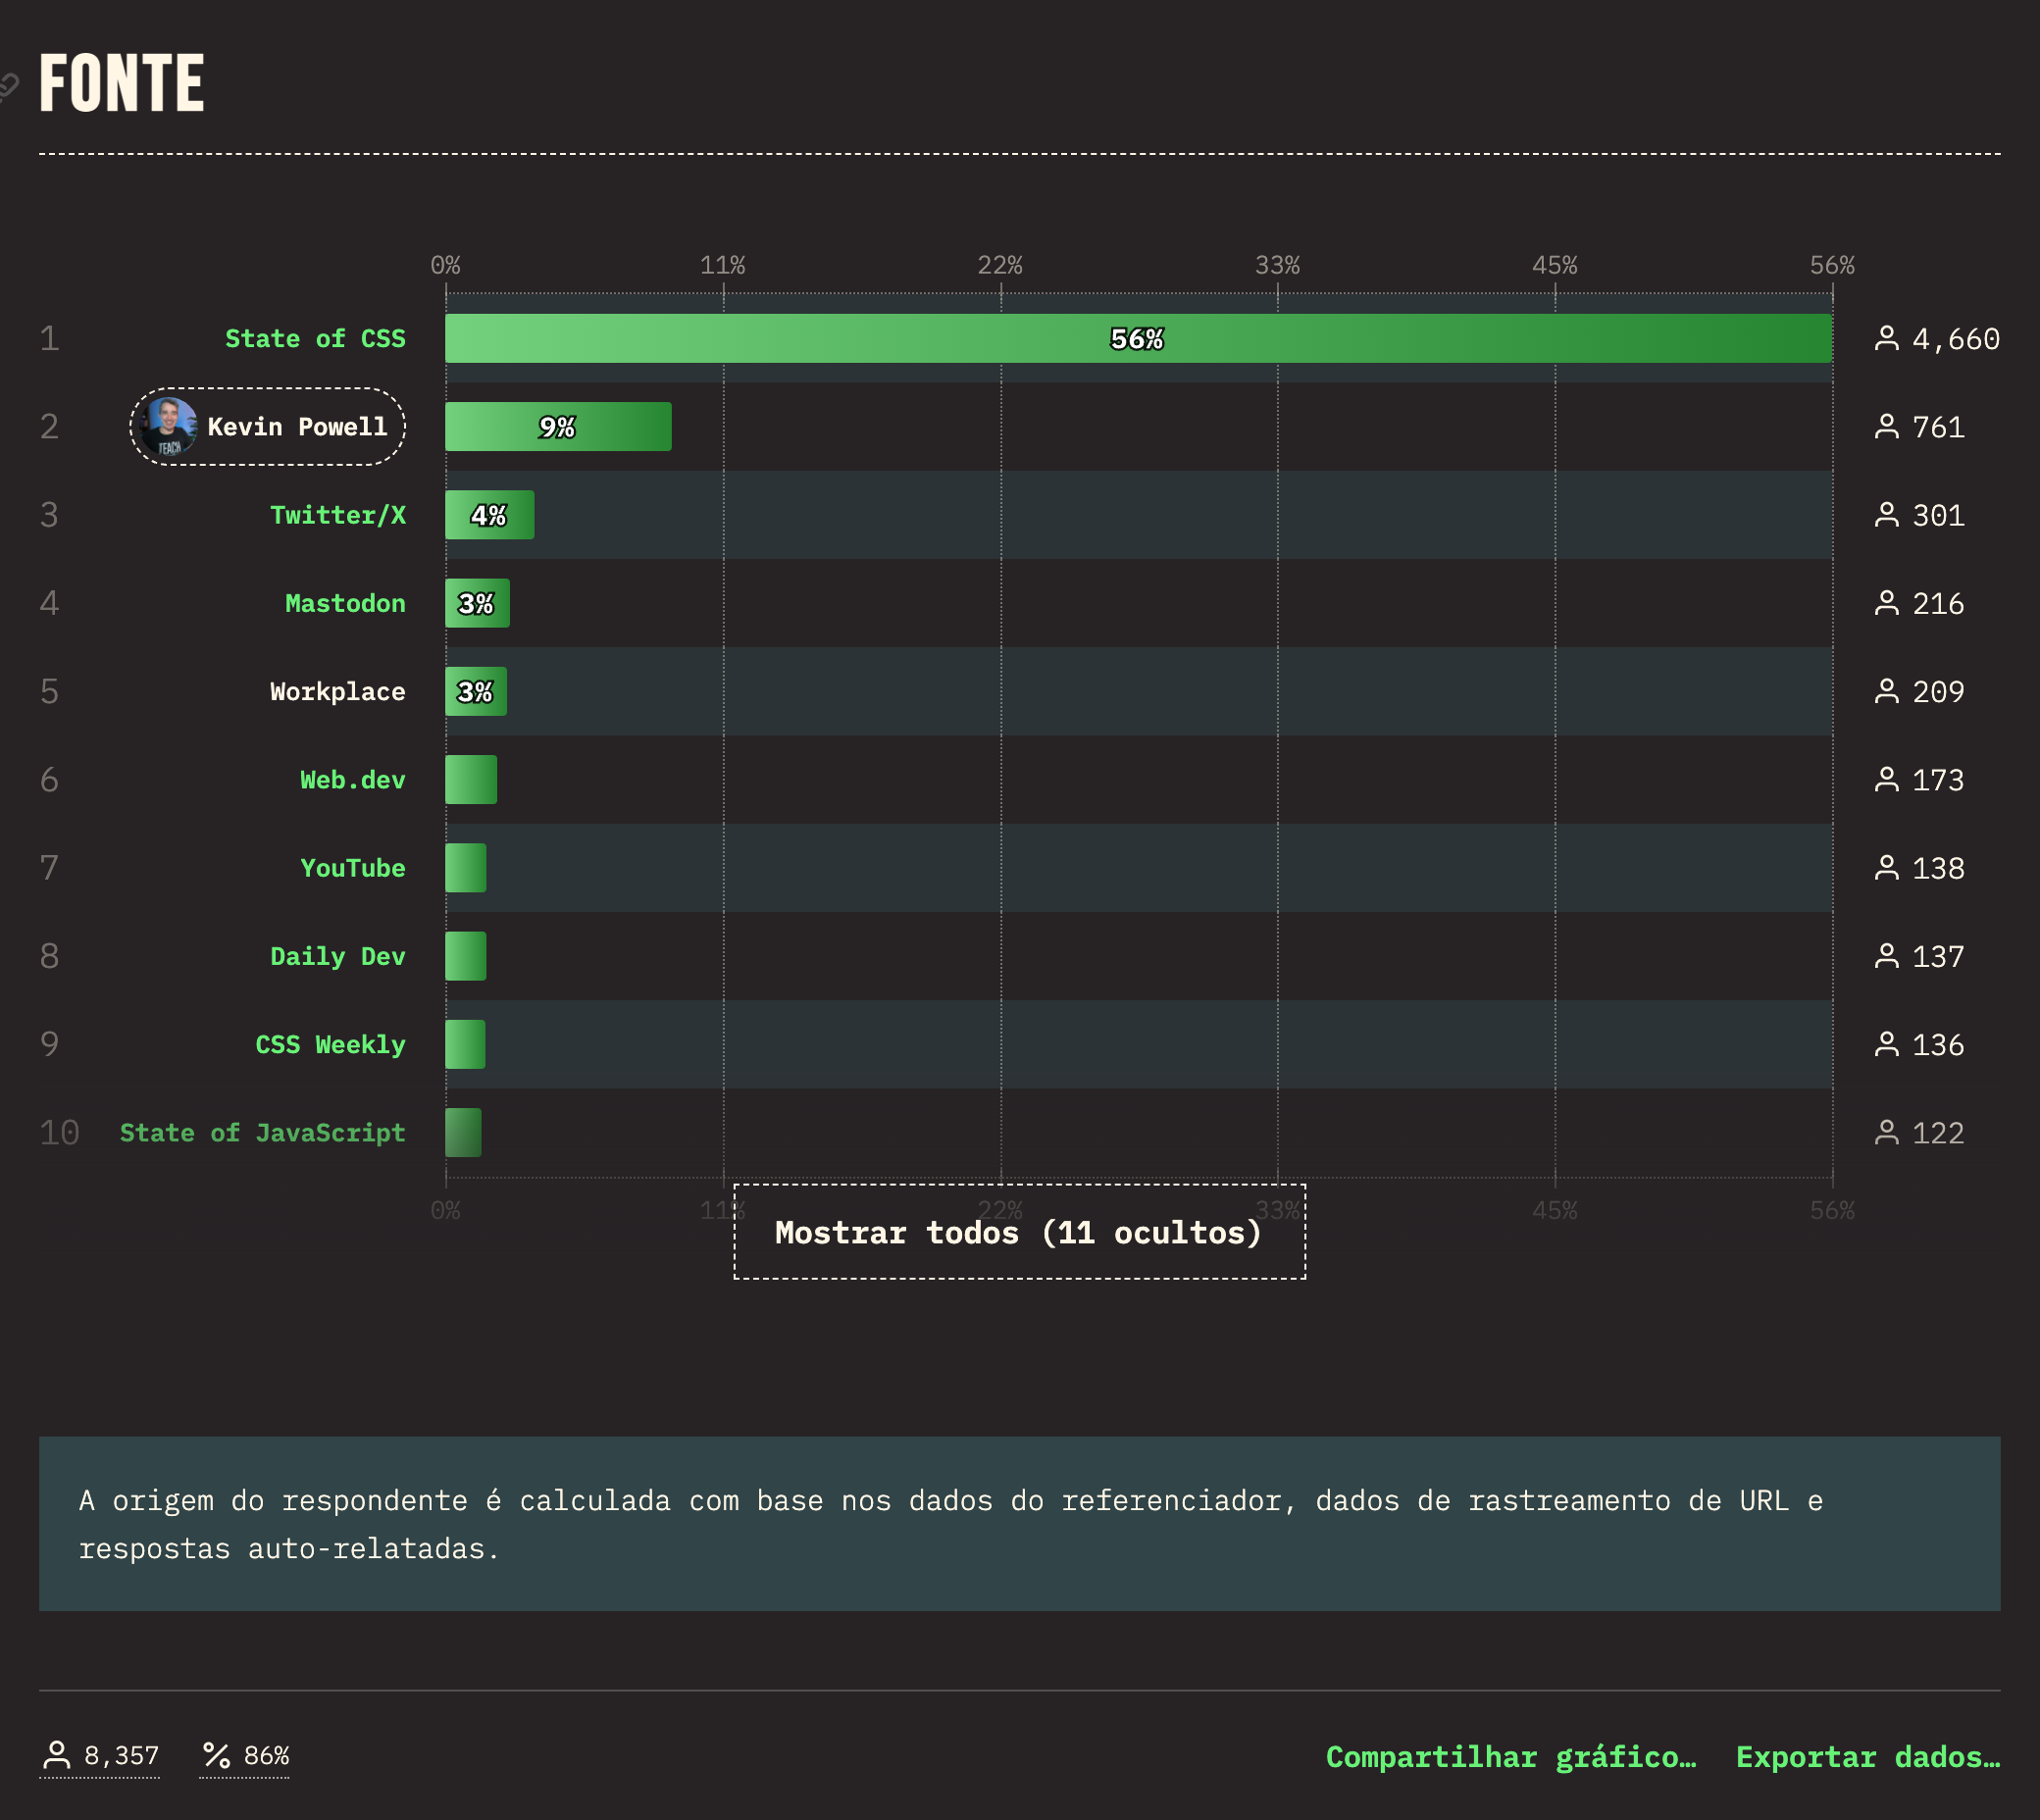 FONTE
0% 11% 22% 33% 45% 56%
1 State of CSS 56% 4,660
2 Kevin Powell 9% 761
3 Twitter/X 4% 301
4 Mastodon 3% 216
5 Workplace 3% 209
6 Web.dev 173
7 YouTube 138
8 Daily Dev 137
9 CSS Weekly 136
10 State of JavaScript 122
0% 11% 22% 33% 45% 56%
Mostrar todos (11 ocultos)
A origem do respondente é calculada com base nos dados do referenciador, dados de rastreamento de URL e
respostas auto-relatadas.
8,357 86% Compartilhar gráfico… Exportar dados…